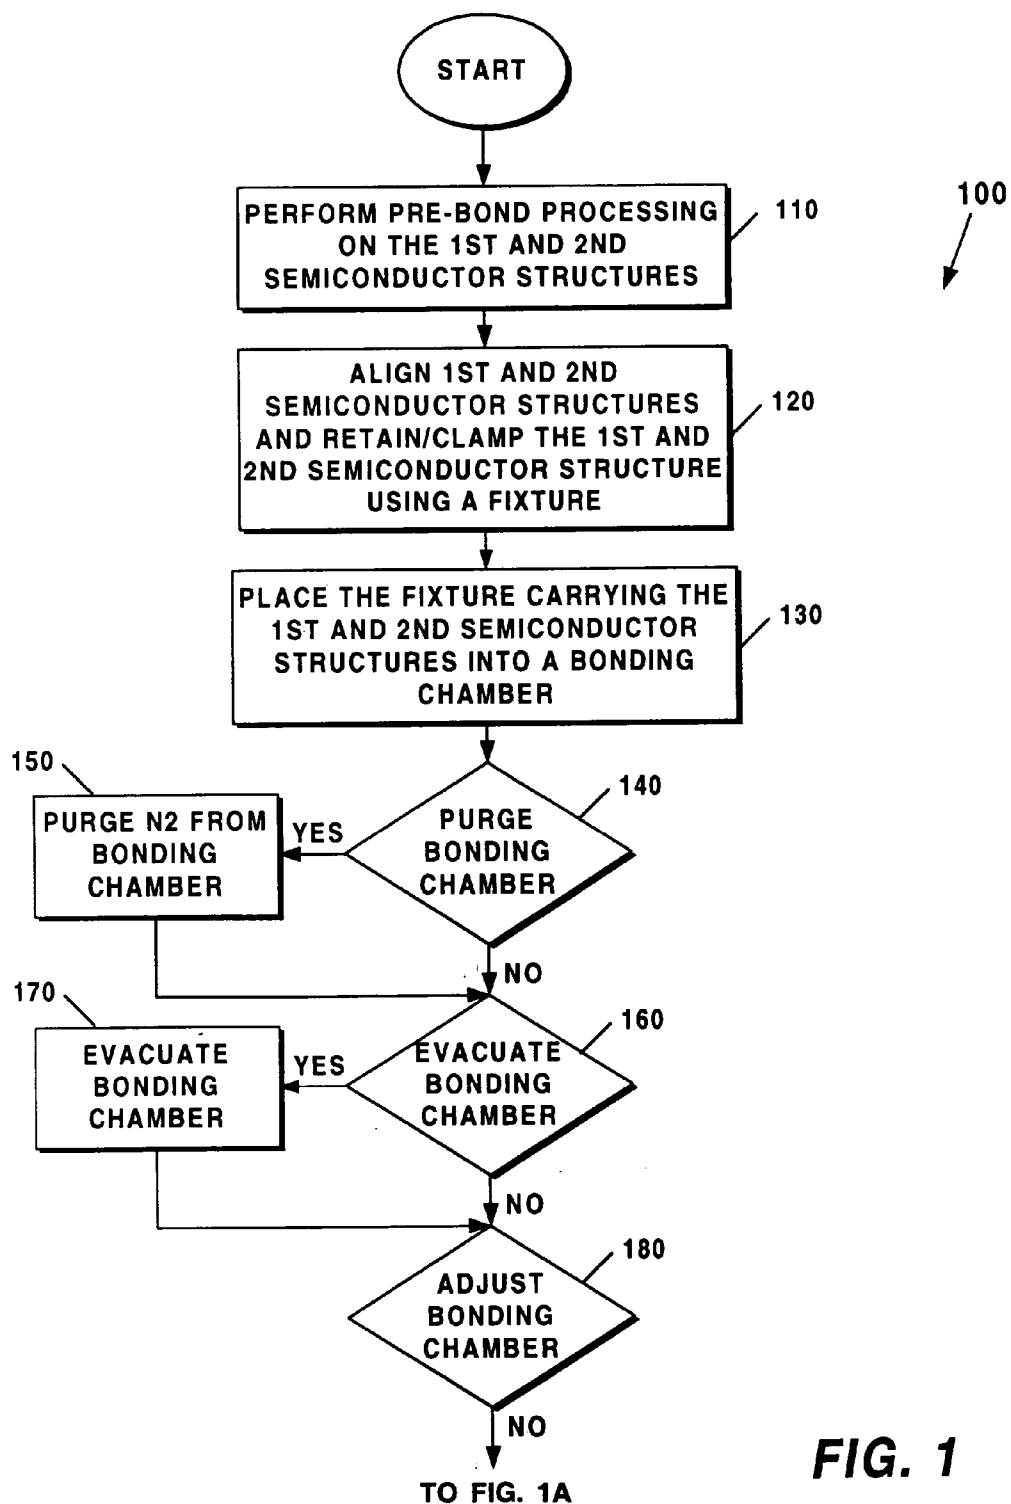 START
100
PERFORM PRE-BOND PROCESSING
ON THE 1ST AND 2ND
SEMICONDUCTOR STRUCTURES
110
ALIGN 1ST AND 2ND
SEMICONDUCTOR STRUCTURES
AND RETAIN/CLAMP THE 1ST AND
2ND SEMICONDUCTOR STRUCTURE
USING A FIXTURE
120
PLACE THE FIXTURE CARRYING THE
1ST AND 2ND SEMICONDUCTOR
STRUCTURES INTO A BONDING
CHAMBER
130
PURGE
BONDING
CHAMBER
140
YES
150
PURGE N2 FROM
BONDING
CHAMBER
NO
EVACUATE
BONDING
CHAMBER
160
YES
170
EVACUATE
BONDING
CHAMBER
NO
ADJUST
BONDING
CHAMBER
180
NO
TO FIG. 1A
FIG. 1